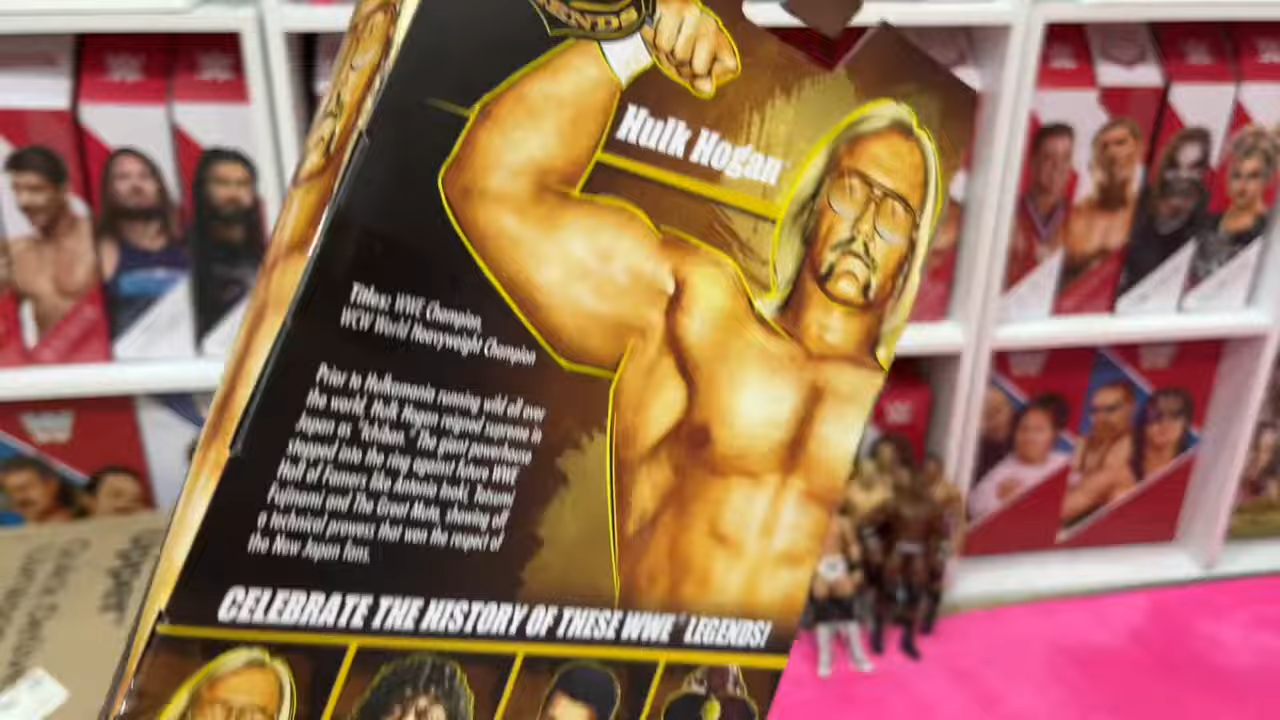 ENDS
Hulk Hogan
Titles: WWE Champion,
WCW World Heavyweight Champion
Prior to Hulkamania running wild all over
the world, Hulk Hogan reigned supreme in
Japan as "Ichiban." The giant powerhouse
stepped into the ring against future WWE
Hall of Famers like Antonio Inoki, Tatsumi
Fujinami and The Great Muta, showing off
a technical prowess that won the respect of
the New Japan fans.
CELEBRATE THE HISTORY OF THESE WWE LEGENDS!